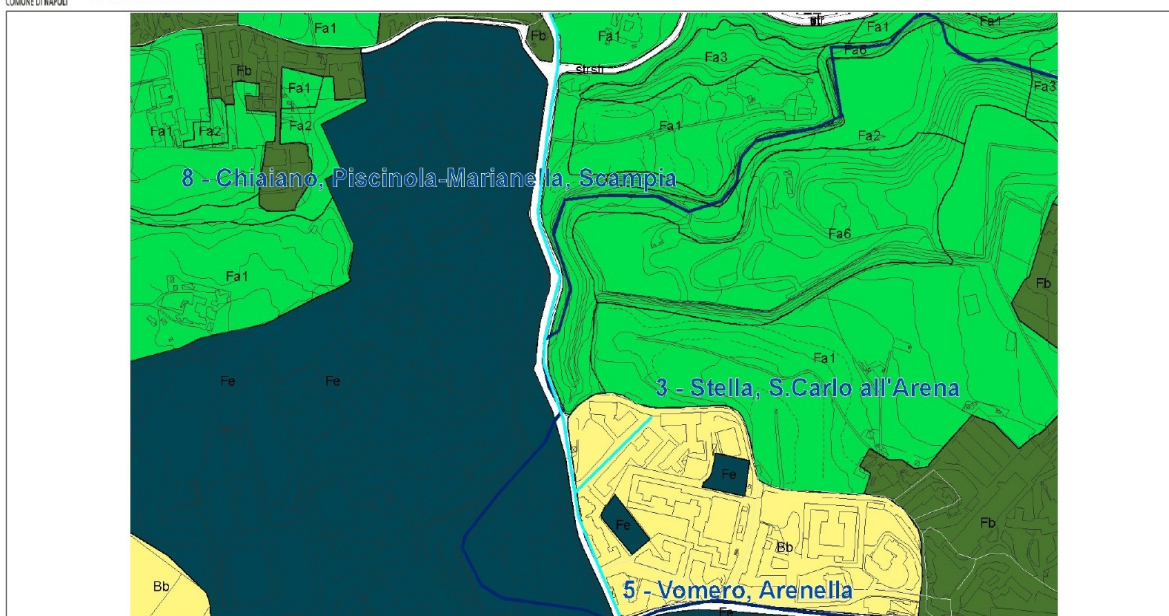 COMUNE DI NAPOLI
Fa1
Fb
Fa1
Fa1
Fa1
Fa6
Fa3
Fb
Fa1
Fa3
Fa1
Fa2
Fa2
Fa1
Fa2
8 - Chiaiano, Piscinola-Marianella, Scampia
Fa6
Fa1
Fb
Fa1
Fe
Fe
3 - Stella, S.Carlo all'Arena
Fe
Fe
Fb
Bb
Bb
5 - Vomero, Arenella
Fe